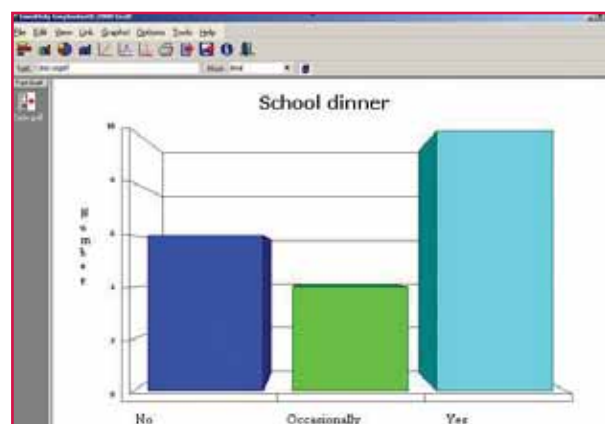 File Edit View Link Graphs! Options Tools Help
School dinner
10
8
6
4
2
0
Number
No Occasionally Yes